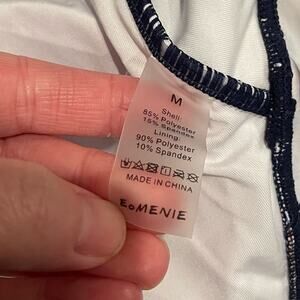 M
Shell:
85% Polyester
15% Spandex
Lining:
90% Polyester
10% Spandex
MADE IN CHINA
EOMENIE